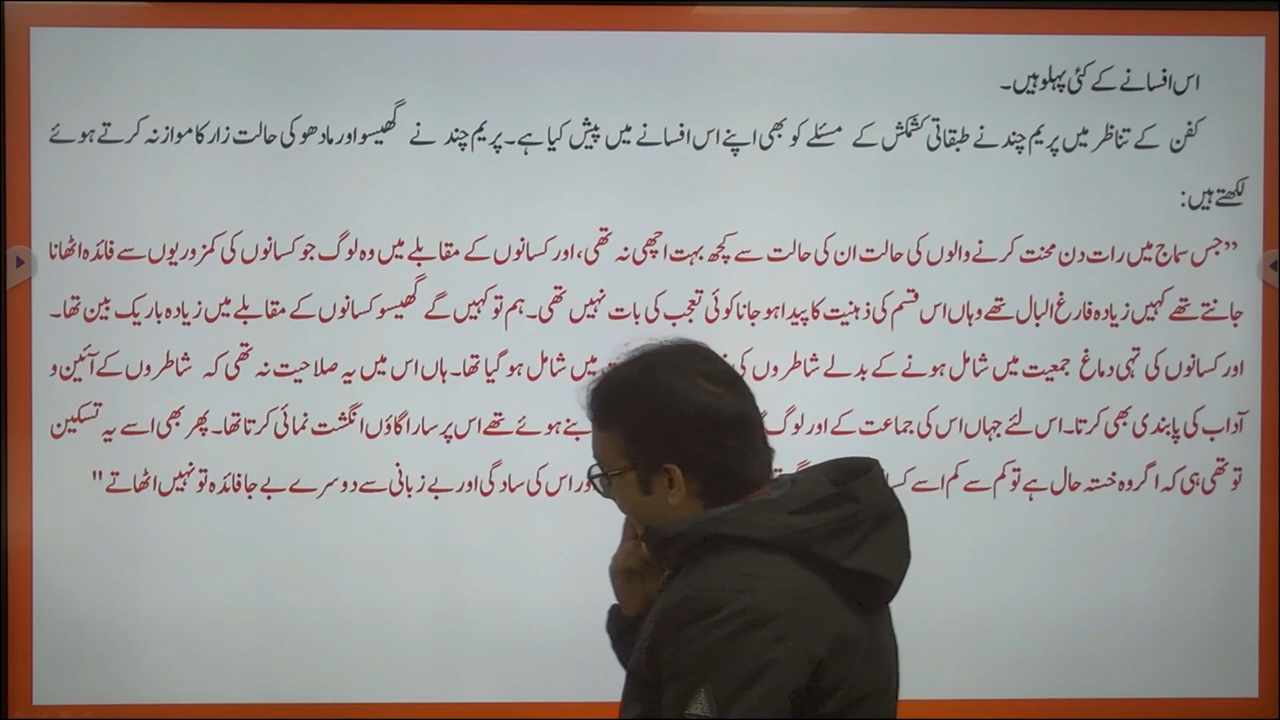 اس افسانے کے کئی پہلو ہیں۔
کفن کے تناظر میں پریم چند نے طبقاتی کشمکش کے مسئلے کو بھی اپنے اس افسانے میں پیش کیا ہے۔ پریم چند نے گھیسو اور مادھو کی حالت زار کا موازنہ کرتے ہوئے
لکھتے ہیں:
”جس سماج میں رات دن محنت کرنے والوں کی حالت ان کی حالت سے کچھ بہت اچھی نہ تھی، اور کسانوں کے مقابلے میں وہ لوگ جو کسانوں کی کمزوریوں سے فائدہ اٹھانا
جانتے تھے کہیں زیادہ فارغ البال تھے وہاں اس قسم کی ذہنیت کا پیدا ہو جانا کوئی تعجب کی بات نہیں تھی۔ ہم تو کہیں گے گھیسو کسانوں کے مقابلے میں زیادہ باریک بین تھا۔
اور کسانوں کی تہی دماغ جمعیت میں شامل ہونے کے بدلے شاطروں کی میں شامل ہو گیا تھا۔ ہاں اس میں یہ صلاحیت نہ تھی کہ شاطروں کے آئین و
آداب کی پابندی بھی کرتا۔ اس لئے جہاں اس کی جماعت کے اور لوگ بنے ہوئے تھے اس پر سارا گاؤں انگشت نمائی کرتا تھا۔ پھر بھی اسے یہ تسکین
تو تھی ہی کہ اگر وہ خستہ حال ہے تو کم سے کم اسے اور اس کی سادگی اور بے زبانی سے دوسرے بے جا فائدہ تو نہیں اٹھاتے"